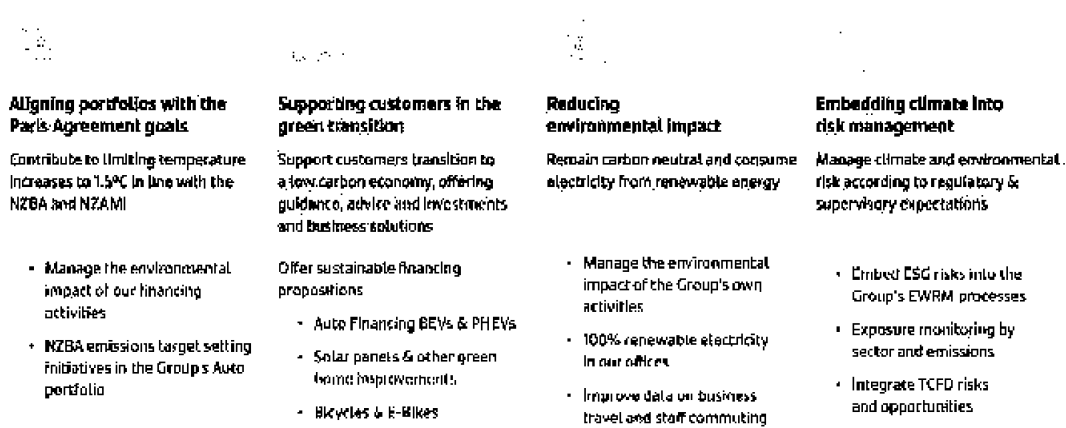 Aligning portfolios with the
Paris Agreement goals
Contribute to limiting temperature
increases to 1.5ºC in line with the
NZBA and NZAMI
• Manage the environmental
impact of our financing
activities
• NZBA emissions target setting
initiatives in the Group's Auto
portfolio
Supporting customers in the
green transition
Support customers transition to
a low carbon economy, offering
guidance, advice and investments
and business solutions
Offer sustainable financing
propositions
• Auto Financing BEVs & PHEVs
• Solar panels & other green
home improvements
• Bicycles & E-Bikes
Reducing
environmental impact
Remain carbon neutral and consume
electricity from renewable energy
• Manage the environmental
impact of the Group's own
activities
• 100% renewable electricity
in our offices
• Improve data on business
travel and staff commuting
Embedding climate into
risk management
Manage climate and environmental
risk according to regulatory &
supervisory expectations
• Embed ESG risks into the
Group's EWRM processes
• Exposure monitoring by
sector and emissions
• Integrate TCFD risks
and opportunities